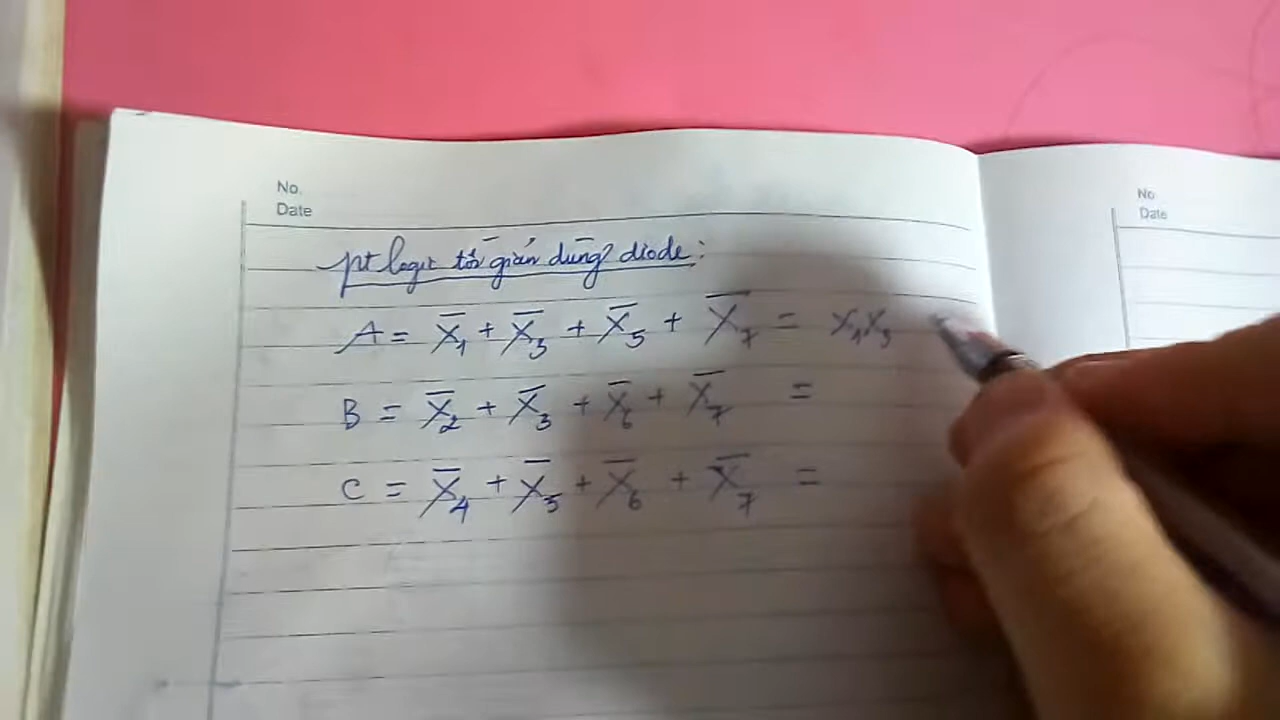 No.
Date
No
Date
pt logic tối giản dùng diode:
A = X̅₁ + X̅₃ + X̅₅ + X̅₇ = X₁X₃
B = X̅₂ + X̅₃ + X̅₆ + X̅₇ =
C = X̅₄ + X̅₅ + X̅₆ + X̅₇ =